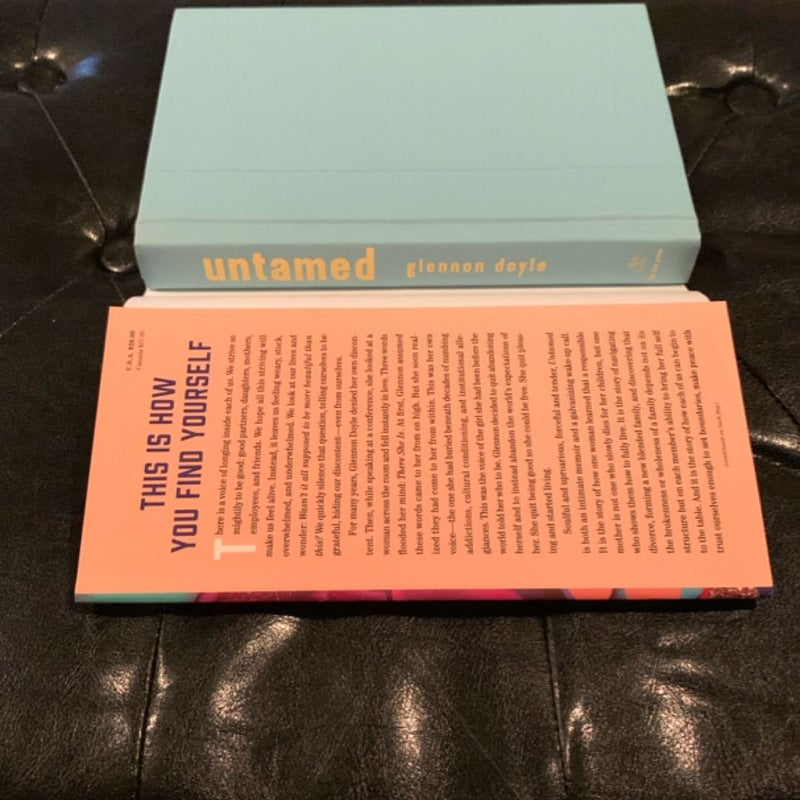 untamed glennon doyle
U.S.A. $28.00
Canada $37.00
THIS IS HOW
YOU FIND YOURSELF
There is a voice of longing inside each of us. We strive so
mightily to be good: good partners, daughters, mothers,
employees, and friends. We hope all this striving will
make us feel alive. Instead, it leaves us feeling weary, stuck,
overwhelmed, and underwhelmed. We look at our lives and
wonder: Wasn't it all supposed to be more beautiful than
this? We quickly silence that question, telling ourselves to be
grateful, hiding our discontent—even from ourselves.
For many years, Glennon Doyle denied her own discon-
tent. Then, while speaking at a conference, she looked at a
woman across the room and fell instantly in love. Three words
flooded her mind: There She Is. At first, Glennon assumed
these words came to her from on high. But she soon real-
ized they had come to her from within. This was her own
voice—the one she had buried beneath decades of numbing
addictions, cultural conditioning, and institutional alle-
giances. This was the voice of the girl she had been before the
world told her who to be. Glennon decided to quit abandoning
herself and to instead abandon the world's expectations of
her. She quit being good so she could be free. She quit pleas-
ing and started living.
Soulful and uproarious, forceful and tender, Untamed
is both an intimate memoir and a galvanizing wake-up call.
It is the story of how one woman learned that a responsible
mother is not one who slowly dies for her children, but one
who shows them how to fully live. It is the story of navigating
divorce, forming a new blended family, and discovering that
the brokenness or wholeness of a family depends not on its
structure but on each member's ability to bring her full self
to the table. And it is the story of how each of us can begin to
trust ourselves enough to set boundaries, make peace with
(continued on back flap)